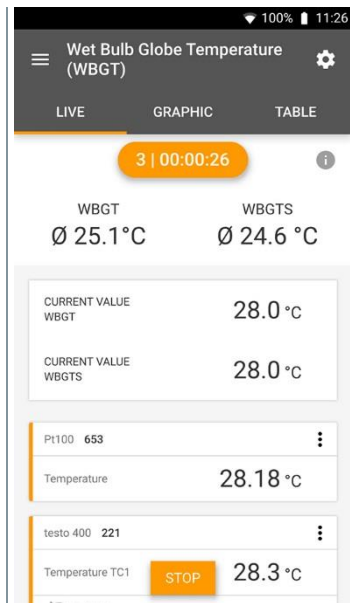 100% 11:26
Wet Bulb Globe Temperature
(WBGT)
LIVE GRAPHIC TABLE
3 | 00:00:26
WBGT WBGTS
Ø 25.1°C Ø 24.6 °C
CURRENT VALUE
WBGT
28.0 °C
CURRENT VALUE
WBGTS
28.0 °C
Pt100 653
Temperature 28.18 °C
testo 400 221
Temperature TC1 28.3 °C
STOP